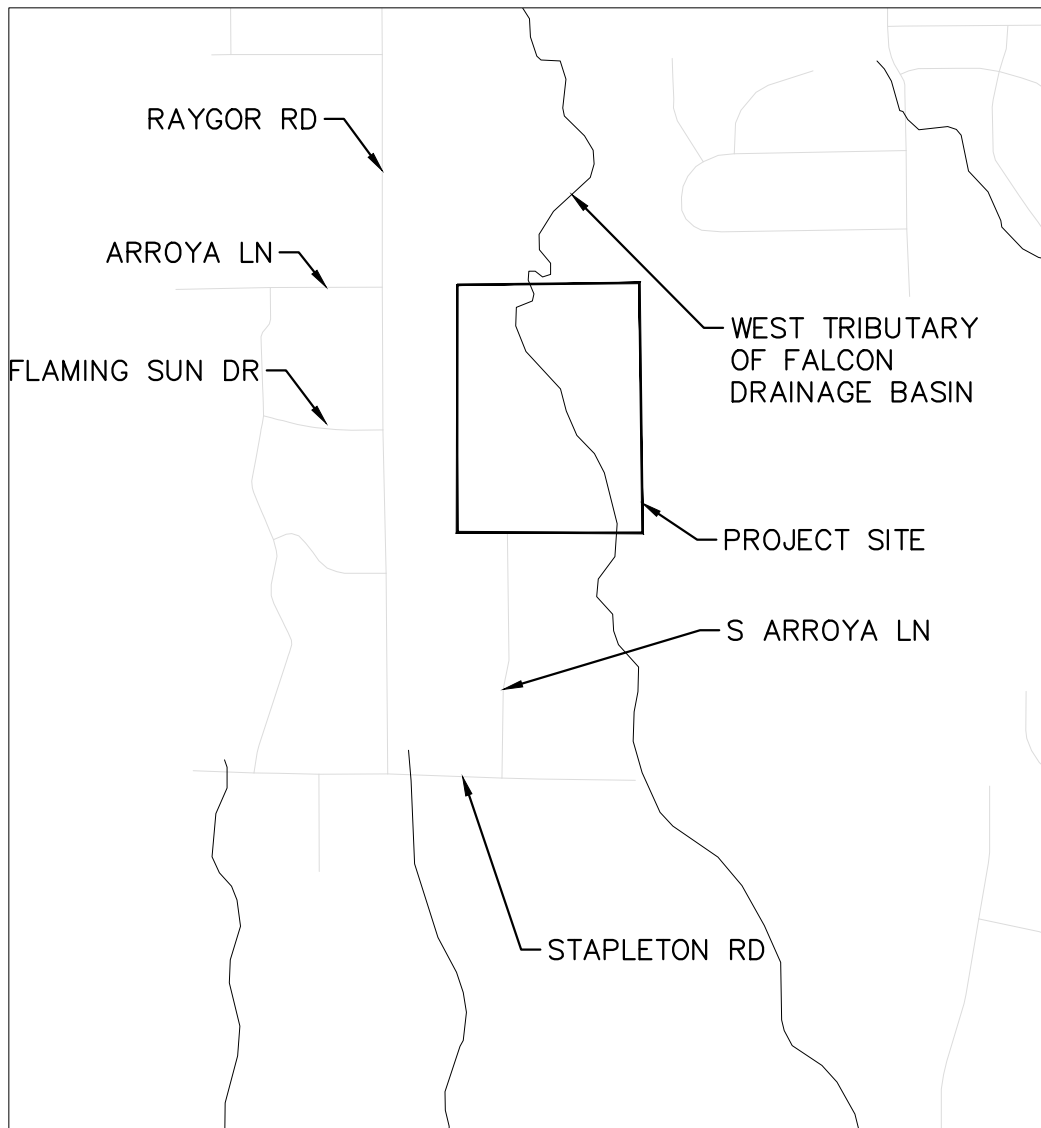 RAYGOR RD
ARROYA LN
FLAMING SUN DR
WEST TRIBUTARY
OF FALCON
DRAINAGE BASIN
PROJECT SITE
S ARROYA LN
STAPLETON RD